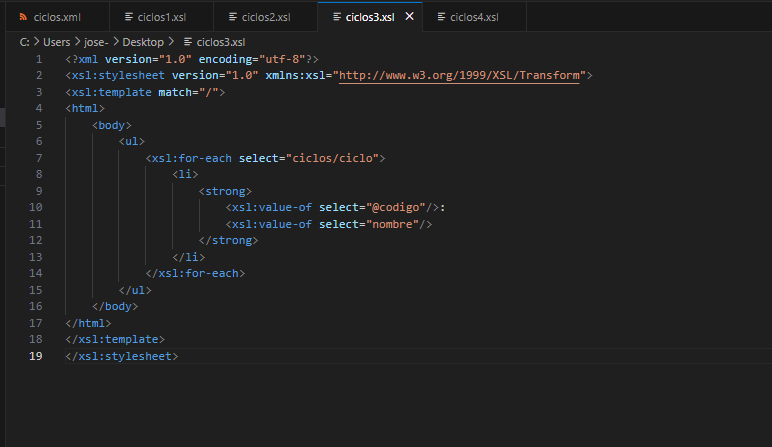 ciclos.xml ciclos1.xsl ciclos2.xsl ciclos3.xsl ciclos4.xsl
C: > Users > jose- > Desktop > ciclos3.xsl
1 <?xml version="1.0" encoding="utf-8"?>
2 <xsl:stylesheet version="1.0" xmlns:xsl="http://www.w3.org/1999/XSL/Transform">
3 <xsl:template match="/">
4 <html>
5     <body>
6         <ul>
7             <xsl:for-each select="ciclos/ciclo">
8                 <li>
9                     <strong>
10                         <xsl:value-of select="@codigo"/>:
11                         <xsl:value-of select="nombre"/>
12                     </strong>
13                 </li>
14             </xsl:for-each>
15         </ul>
16     </body>
17 </html>
18 </xsl:template>
19 </xsl:stylesheet>